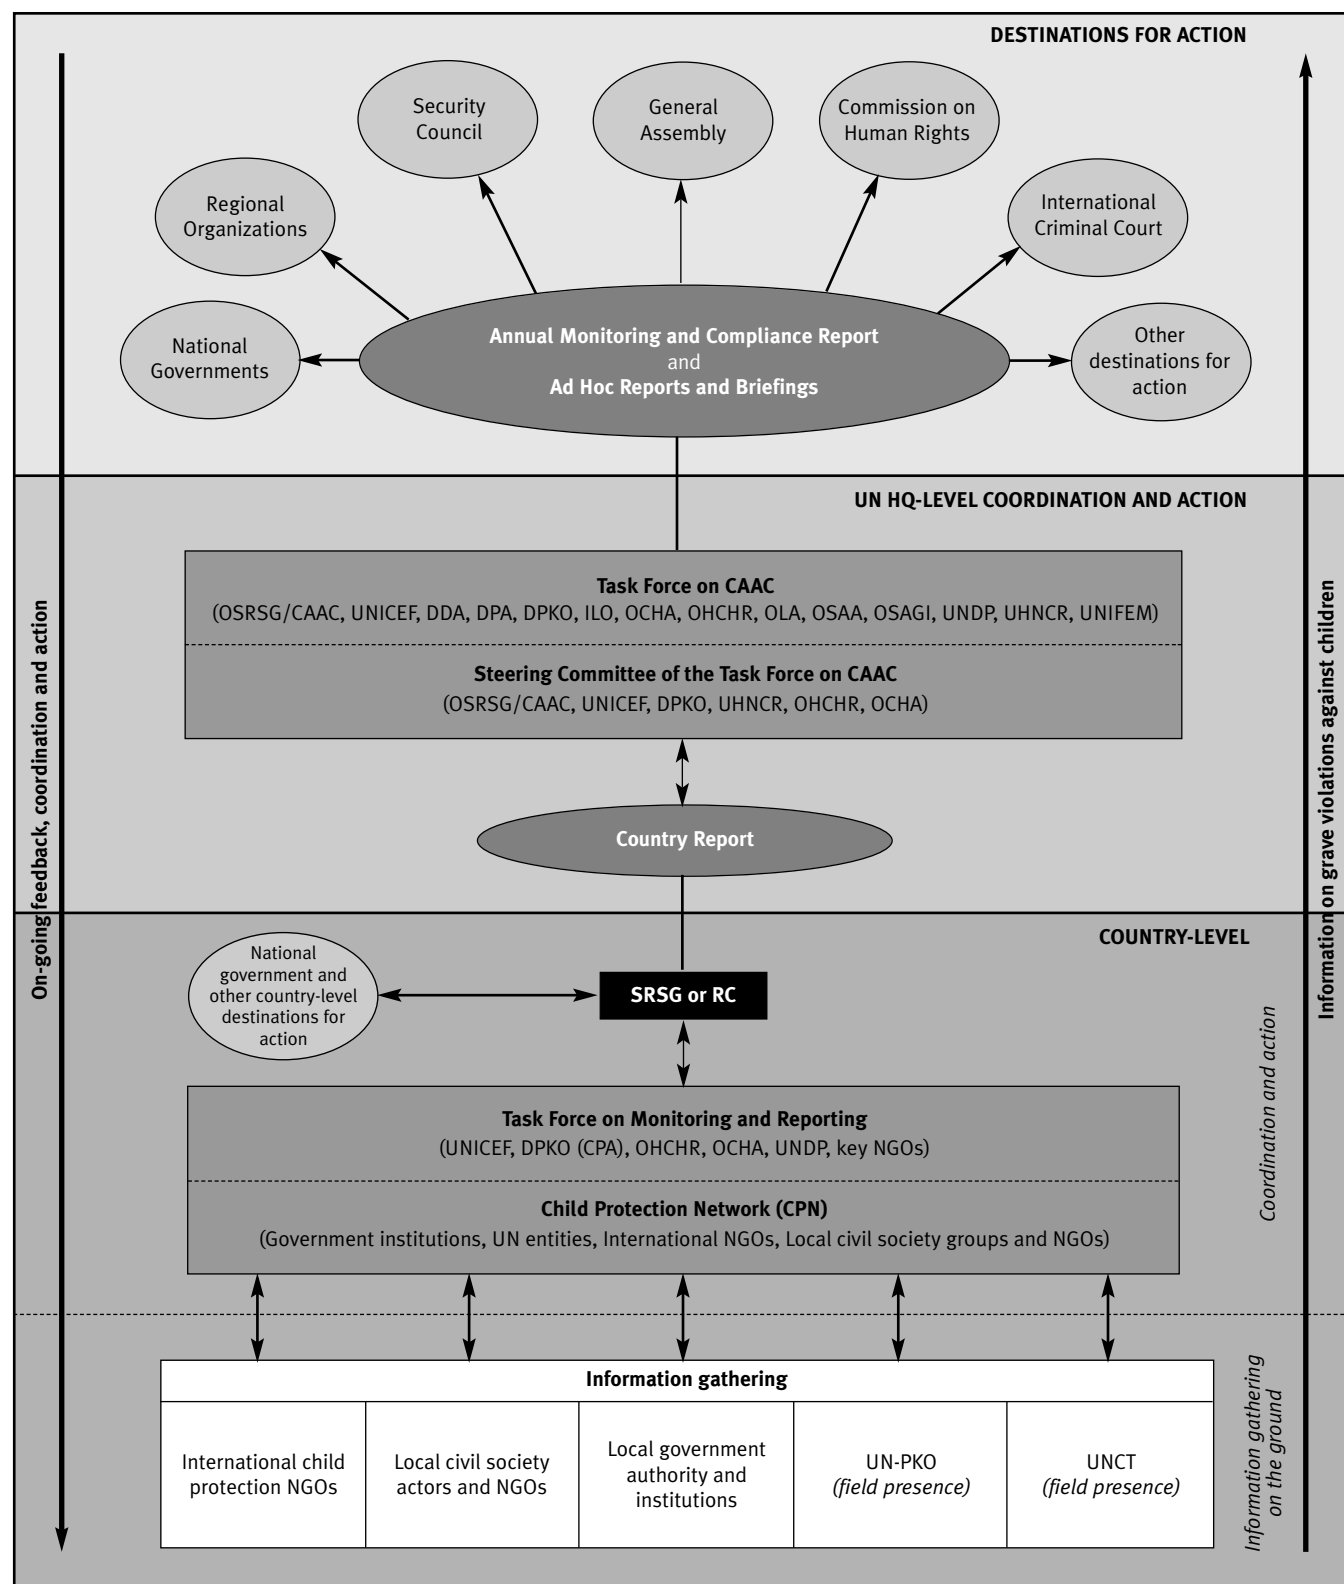 DESTINATIONS FOR ACTION
Security
Council
General
Assembly
Commission on
Human Rights
Regional
Organizations
International
Criminal Court
National
Governments
Annual Monitoring and Compliance Report
and
Ad Hoc Reports and Briefings
Other
destinations for
action
UN HQ-LEVEL COORDINATION AND ACTION
Task Force on CAAC
(OSRSG/CAAC, UNICEF, DDA, DPA, DPKO, ILO, OCHA, OHCHR, OLA, OSAA, OSAGI, UNDP, UHNCR, UNIFEM)
Steering Committee of the Task Force on CAAC
(OSRSG/CAAC, UNICEF, DPKO, UHNCR, OHCHR, OCHA)
Country Report
On-going feedback, coordination and action
Information on grave violations against children
COUNTRY-LEVEL
National
government and
other country-level
destinations for
action
SRSG or RC
Task Force on Monitoring and Reporting
(UNICEF, DPKO (CPA), OHCHR, OCHA, UNDP, key NGOs)
Child Protection Network (CPN)
(Government institutions, UN entities, International NGOs, Local civil society groups and NGOs)
Coordination and action
Information gathering
International child
protection NGOs
Local civil society
actors and NGOs
Local government
authority and
institutions
UN-PKO
(field presence)
UNCT
(field presence)
Information gathering
on the ground